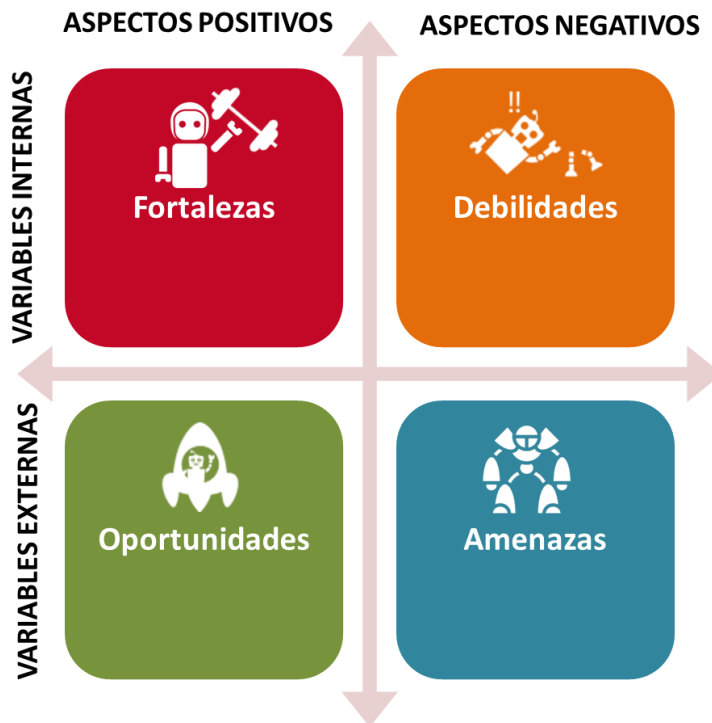 ASPECTOS POSITIVOS
ASPECTOS NEGATIVOS
VARIABLES INTERNAS
!!
Fortalezas
Debilidades
VARIABLES EXTERNAS
Oportunidades
Amenazas